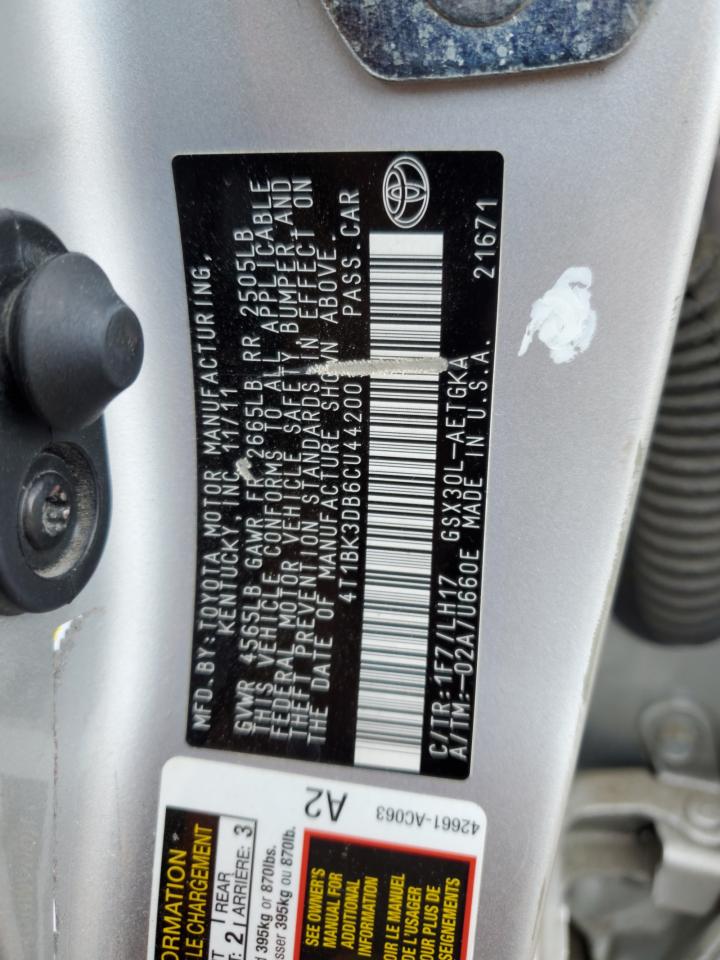 MFD.BY:TOYOTA MOTOR MANUFACTURING,
KENTUCKY, INC. 11/11
GVWR 4565LB GAWR FR 2665LB RR 2505LB
THIS VEHICLE CONFORMS TO ALL APPLICABLE
FEDERAL MOTOR VEHICLE SAFETY BUMPER, AND
THEFT PREVENTION STANDARDS IN EFFECT ON
THE DATE OF MANUFACTURE SHOWN ABOVE.
4T1BK3DB6CU44200 PASS.CAR
C/TR:1F7/LH17 GSX30L-AETGKA 21671
A/TM:-02A/U660E MADE IN U.S.A.
A2
42661-AC063
ORMATION
LE CHARGEMENT
2 REAR
ARRIÈRE: 3
395kg or 870lbs.
sser 395kg ou 870lb.
SEE OWNER'S
MANUAL FOR
ADDITIONAL
INFORMATION
OIR LE MANUEL
DE L'USAGER
OUR PLUS DE
SEIGNEMENTS